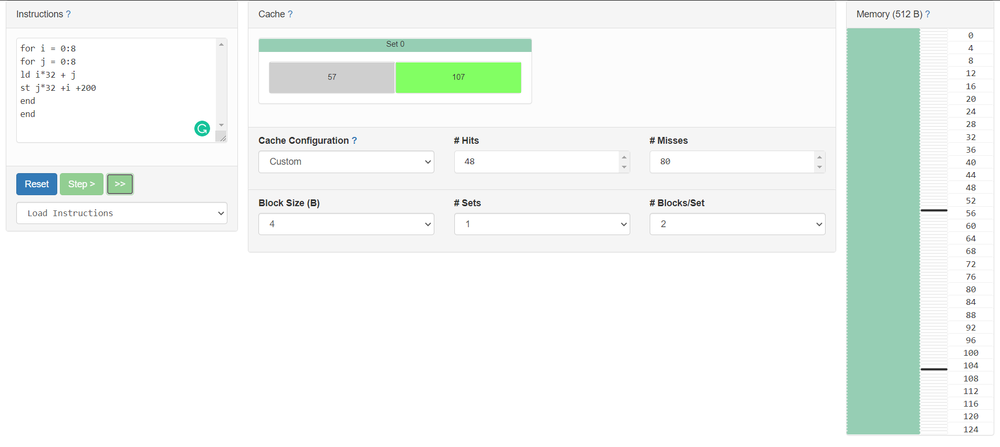 Instructions ?
for i = 0:8
for j = 0:8
ld i*32 + j
st j*32 +i +200
end
end
Reset
Step >
>>
Load Instructions
Cache ?
Set 0
57
107
Cache Configuration ?
# Hits
# Misses
Custom
48
80
Block Size (B)
# Sets
# Blocks/Set
4
1
2
Memory (512 B) ?
0
4
8
12
16
20
24
28
32
36
40
44
48
52
56
60
64
68
72
76
80
84
88
92
96
100
104
108
112
116
120
124